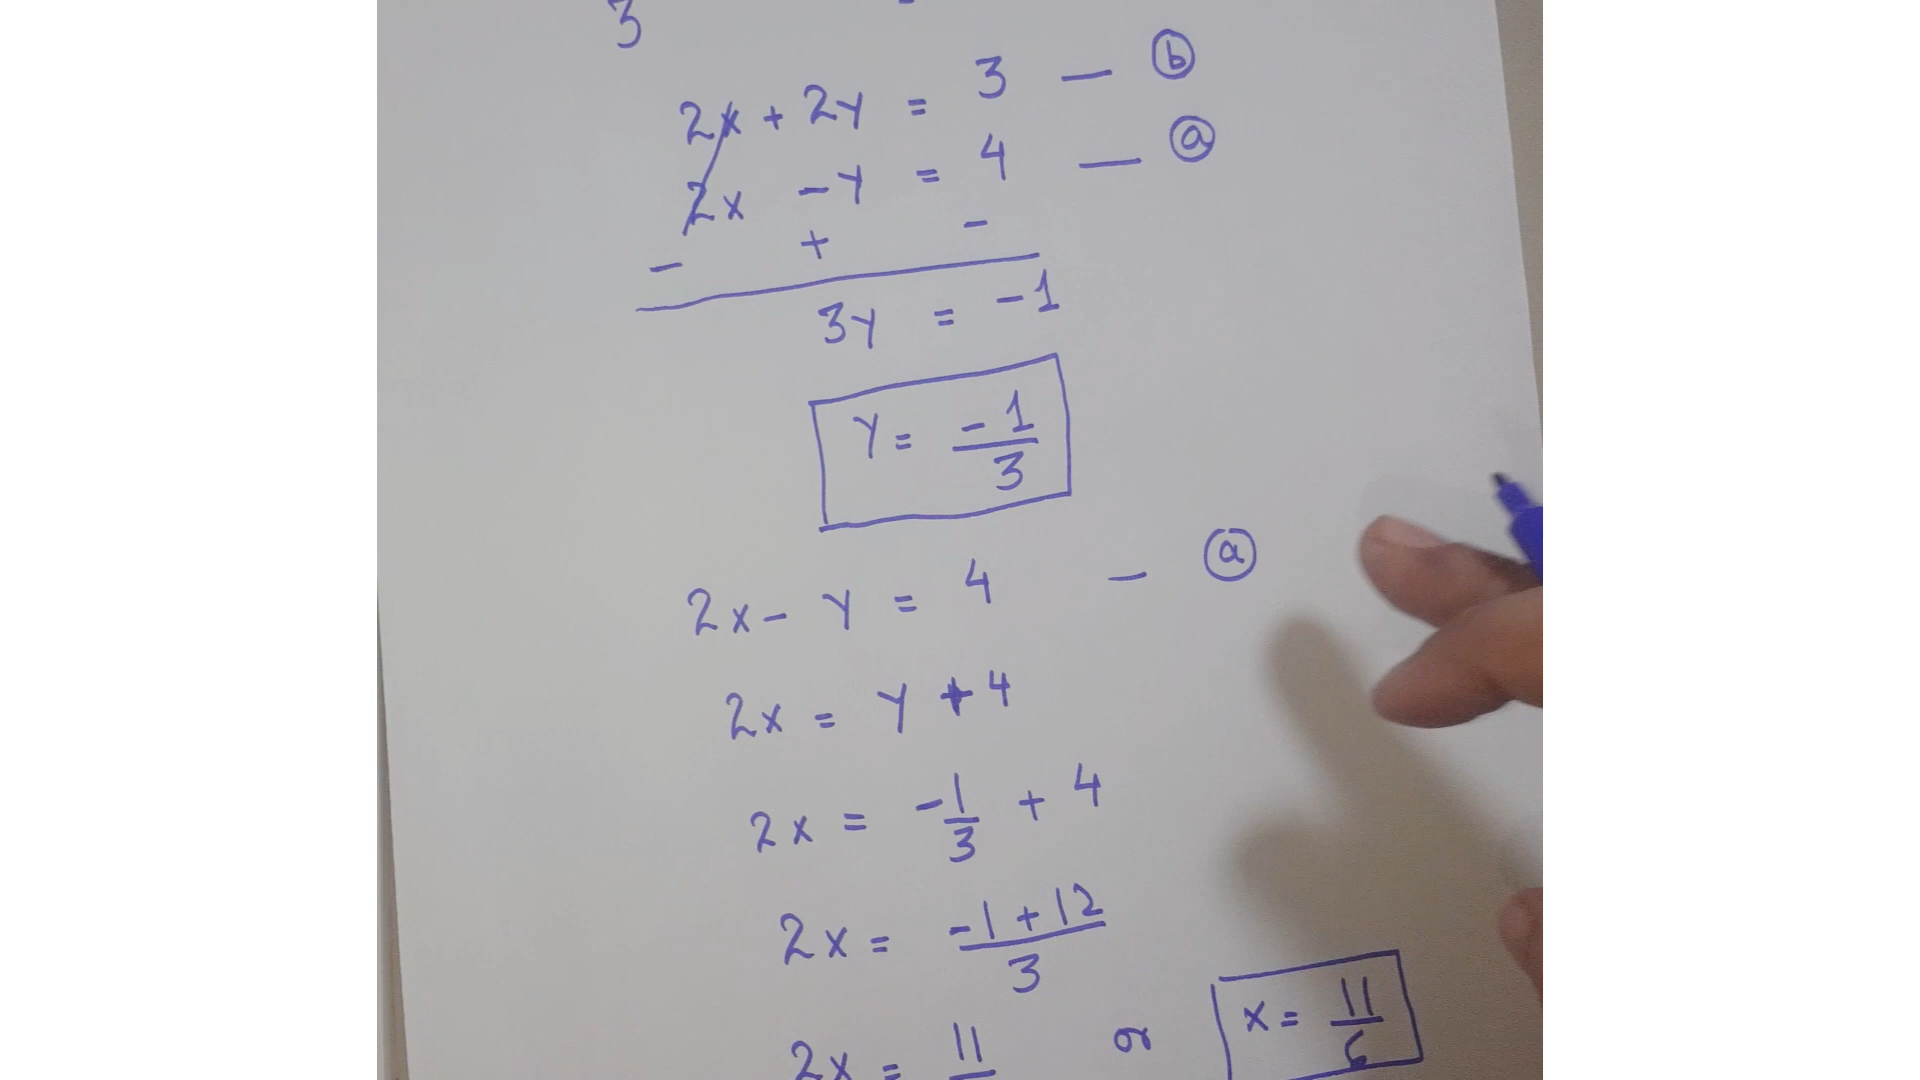 3
2x + 2y = 3 — ⓑ
2x - y = 4 — ⓐ
- + -
3y = -1
y = -1/3
2x - y = 4 — ⓐ
2x = y + 4
2x = -1/3 + 4
2x = (-1 + 12)/3
2x = 11 or x = 11/6